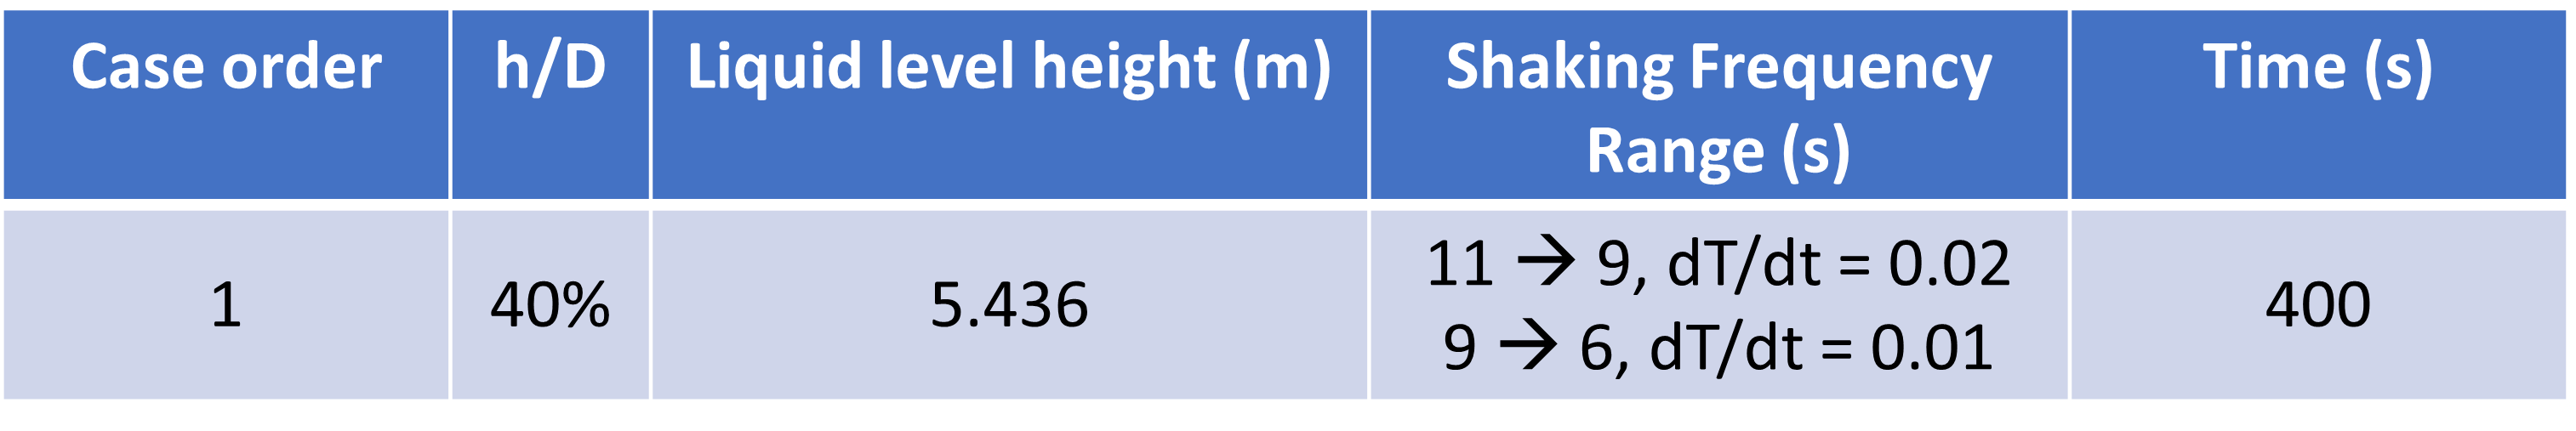 Case order
h/D
Liquid level height (m)
Shaking Frequency
Range (s)
Time (s)
1
40%
5.436
11 → 9, dT/dt = 0.02
9 → 6, dT/dt = 0.01
400